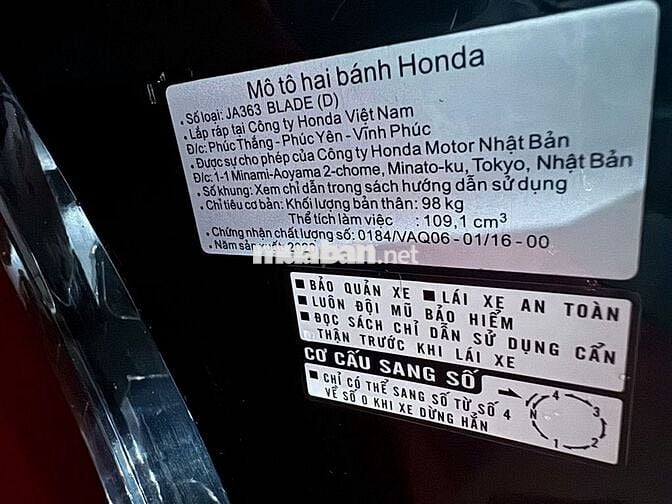 Mô tô hai bánh Honda
• Số loại: JA363 BLADE (D)
• Lắp ráp tại Công ty Honda Việt Nam
Đ/c: Phúc Thắng - Phúc Yên - Vĩnh Phúc
• Được sự cho phép của Công ty Honda Motor Nhật Bản
Đ/c: 1-1 Minami-Aoyama 2-chome, Minato-ku, Tokyo, Nhật Bản
• Số khung: Xem chỉ dẫn trong sách hướng dẫn sử dụng
• Chỉ tiêu cơ bản: Khối lượng bản thân: 98 kg
Thể tích làm việc : 109,1 cm³
• Chứng nhận chất lượng số: 0184/VAQ06 - 01/16 - 00
• Năm sản xuất
muaban.net
■ BẢO QUẢN XE ■ LÁI XE AN TOÀN
■ LUÔN ĐỘI MŨ BẢO HIỂM
■ ĐỌC SÁCH CHỈ DẪN SỬ DỤNG CẨN
THẬN TRƯỚC KHI LÁI XE
CƠ CẤU SANG SỐ
■ CHỈ CÓ THỂ SANG SỐ TỪ SỐ 4
VỀ SỐ 0 KHI XE DỪNG HẲN
N 4 3 2 1